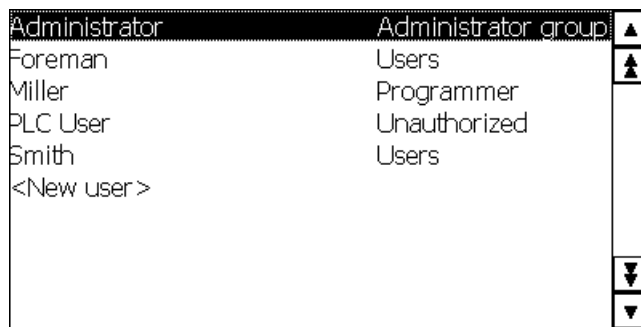 Administrator Administrator group
Foreman Users
Miller Programmer
PLC User Unauthorized
Smith Users
<New user>